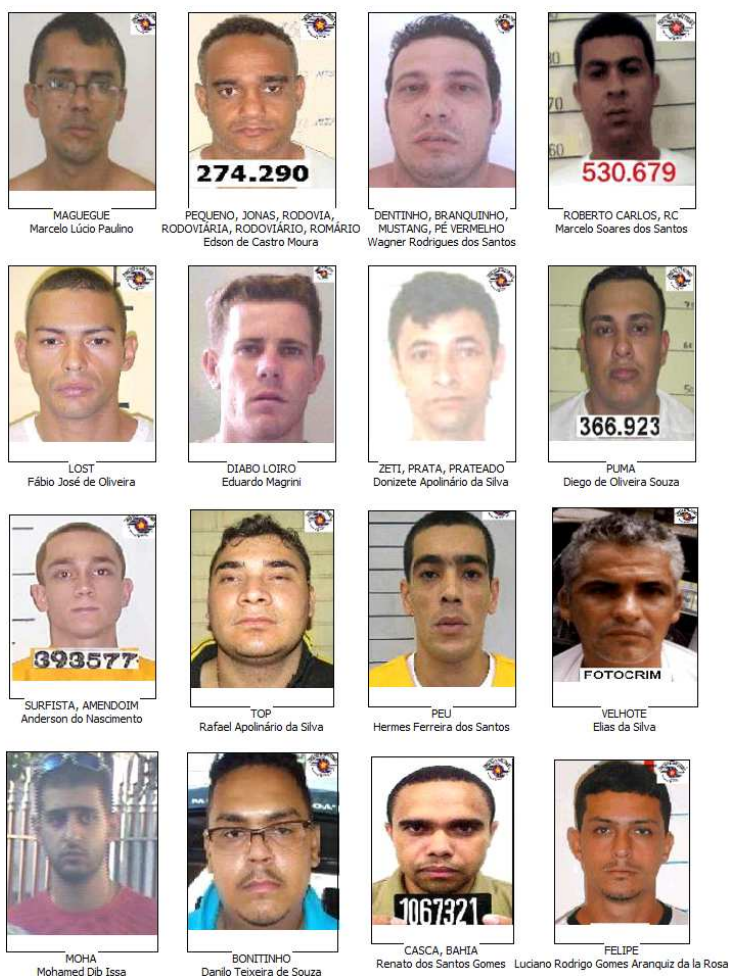 274.290
530.679
MAGUEGUE
Marcelo Lúcio Paulino
PEQUENO, JONAS, RODOVIA,
RODOVIÁRIA, RODOVIÁRIO, ROMÁRIO
Edson de Castro Moura
DENTINHO, BRANQUINHO,
MUSTANG, PÉ VERMELHO
Wagner Rodrigues dos Santos
ROBERTO CARLOS, RC
Marcelo Soares dos Santos
366.923
LOST
Fábio José de Oliveira
DIABO LOIRO
Eduardo Magrini
ZETI, PRATA, PRATEADO
Donizete Apolinário da Silva
PUMA
Diego de Oliveira Souza
393577
FOTOCRIM
SURFISTA, AMENDOIM
Anderson do Nascimento
TOP
Rafael Apolinário da Silva
PEU
Hermes Ferreira dos Santos
VELHOTE
Elias da Silva
1067321
MOHA
Mohamed Dib Issa
BONITINHO
Danilo Teixeira de Souza
CASCA, BAHIA
Renato dos Santos Gomes
FELIPE
Luciano Rodrigo Gomes Aranquiz da la Rosa